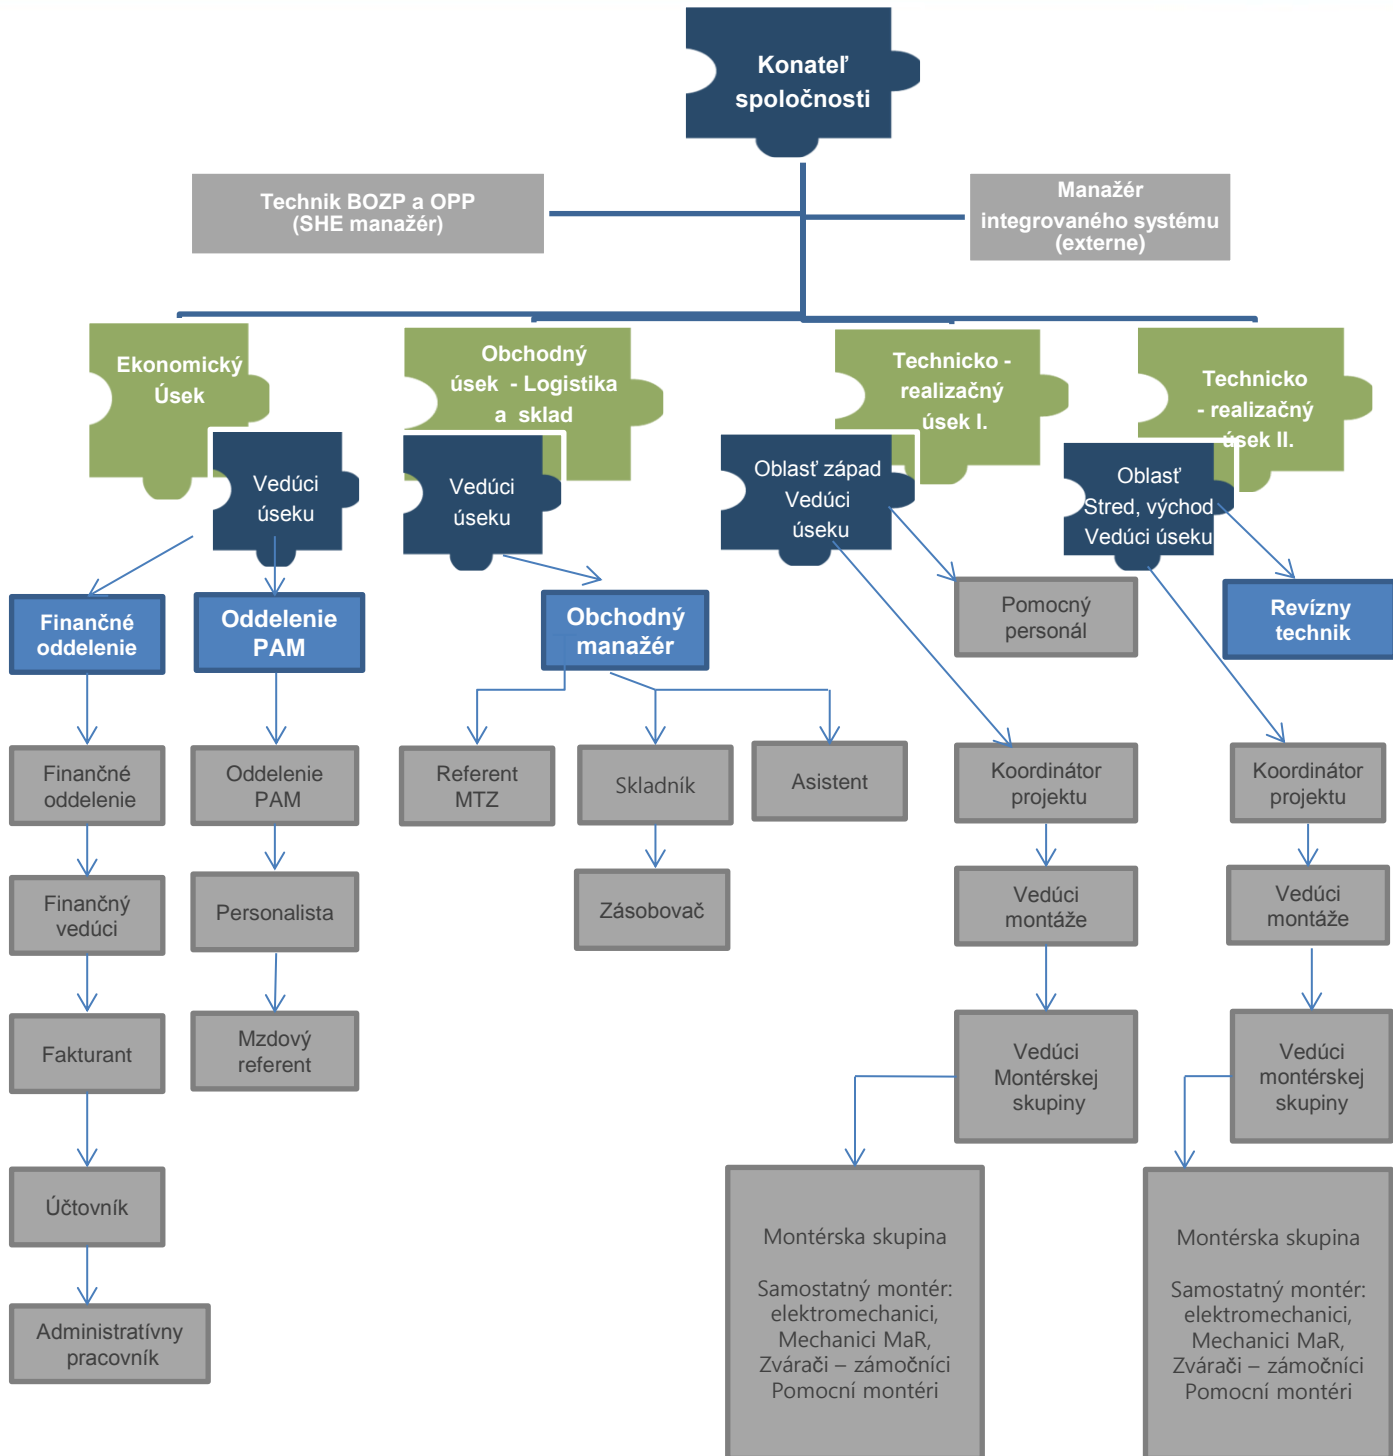 Konateľ
spoločnosti
Technik BOZP a OPP
(SHE manažér)
Manažér
integrovaného systému
(externe)
Ekonomický
Úsek
Obchodný
úsek - Logistika
a sklad
Technicko -
realizačný
úsek I.
Technicko
- realizačný
úsek II.
Vedúci
úseku
Vedúci
úseku
Oblasť západ
Vedúci
úseku
Oblasť
Stred, východ
Vedúci úseku
Finančné
oddelenie
Oddelenie
PAM
Obchodný
manažér
Pomocný
personál
Revízny
technik
Finančné
oddelenie
Oddelenie
PAM
Referent
MTZ
Skladník
Asistent
Koordinátor
projektu
Koordinátor
projektu
Finančný
vedúci
Personalista
Zásobovač
Vedúci
montáže
Vedúci
montáže
Fakturant
Mzdový
referent
Vedúci
Montérskej
skupiny
Vedúci
montérskej
skupiny
Účtovník
Administratívny
pracovník
Montérska skupina
Samostatný montér:
elektromechanici,
Mechanici MaR,
Zvárači – zámočníci
Pomocní montéri
Montérska skupina
Samostatný montér:
elektromechanici,
Mechanici MaR,
Zvárači – zámočníci
Pomocní montéri